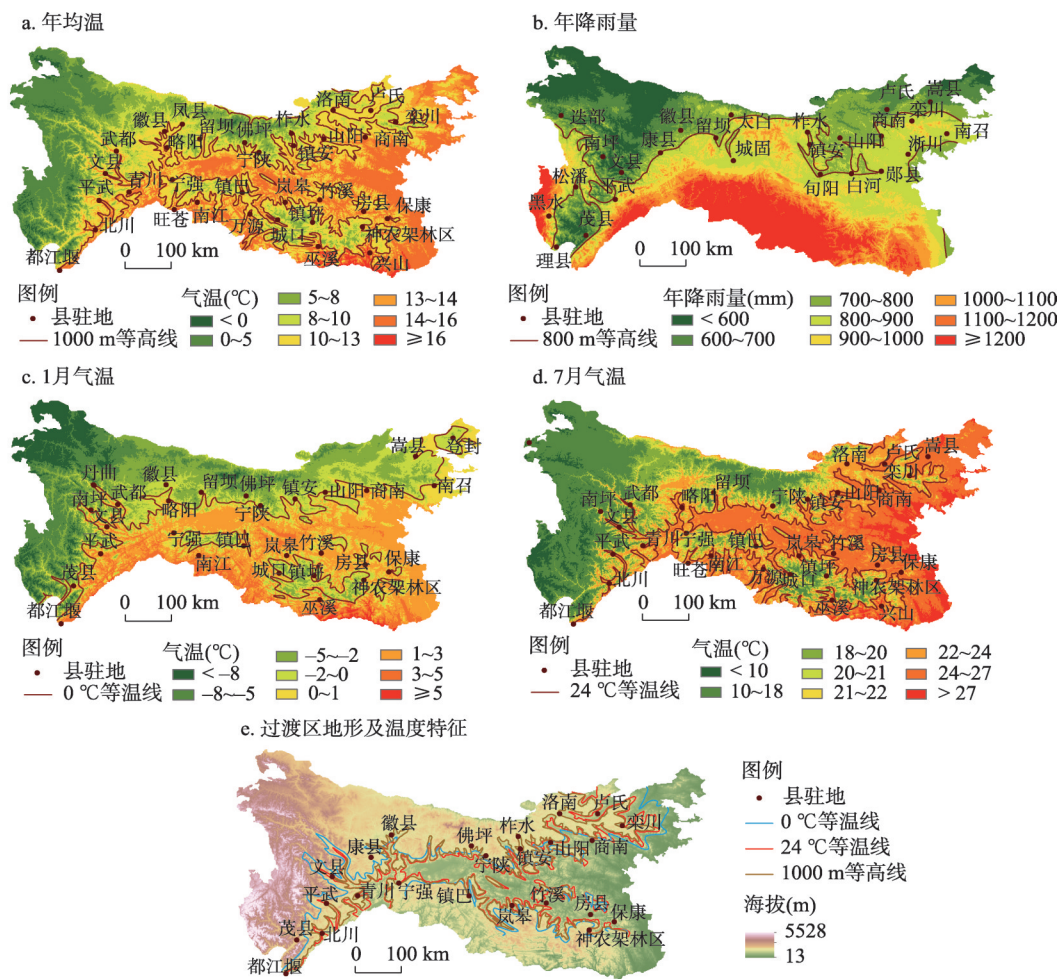 a. 年均温
洛南
卢氏
凤县
徽县
留坝
佛坪
柞水
栾川
武都
略阳
山阳
商南
文县
宁陕
镇安
平武
青川
宁强
镇巴
岚皋
竹溪
北川
旺苍
南江
万源
镇坪
房县
保康
城口
神农架林区
都江堰
巫溪
兴山
0 100 km
图例
县驻地
1000 m等高线
气温(℃)
< 0
0~5
5~8
8~10
10~13
13~14
14~16
≥16
b. 年降雨量
嵩县
卢氏
栾川
迭部
徽县
太白
柞水
商南
南召
南坪
康县
留坝
山阳
城固
镇安
淅川
文县
松潘
平武
郧县
旬阳
白河
黑水
茂县
理县
0 100 km
图例
县驻地
800 m等高线
年降雨量(mm)
< 600
600~700
700~800
800~900
900~1000
1000~1100
1100~1200
≥1200
c. 1月气温
嵩县
登封
舟曲
徽县
留坝
佛坪
镇安
山阳
商南
南召
南坪
武都
略阳
文县
宁陕
平武
宁强
镇巴
岚皋
竹溪
南江
房县
保康
茂县
城口
镇坪
神农架林区
都江堰
巫溪
0 100 km
图例
县驻地
0 ℃等温线
气温(℃)
< –8
–8~–5
–5~–2
–2~0
0~1
1~3
3~5
≥5
d. 7月气温
洛南
卢氏
嵩县
栾川
南坪
武都
略阳
留坝
宁陕
镇安
山阳
商南
文县
平武
青川
宁强
镇巴
岚皋
竹溪
旺苍
南江
房县
保康
北川
万源
城口
镇坪
神农架林区
都江堰
巫溪
兴山
0 100 km
图例
县驻地
24 ℃等温线
气温(℃)
< 10
10~18
18~20
20~21
21~22
22~24
24~27
> 27
e. 过渡区地形及温度特征
洛南
卢氏
徽县
佛坪
柞水
栾川
康县
山阳
商南
文县
宁陕
镇安
平武
青川
宁强
镇巴
竹溪
房县
岚皋
保康
茂县
北川
神农架林区
都江堰
0 100 km
图例
县驻地
0 ℃等温线
24 ℃等温线
1000 m等高线
海拔(m)
5528
13